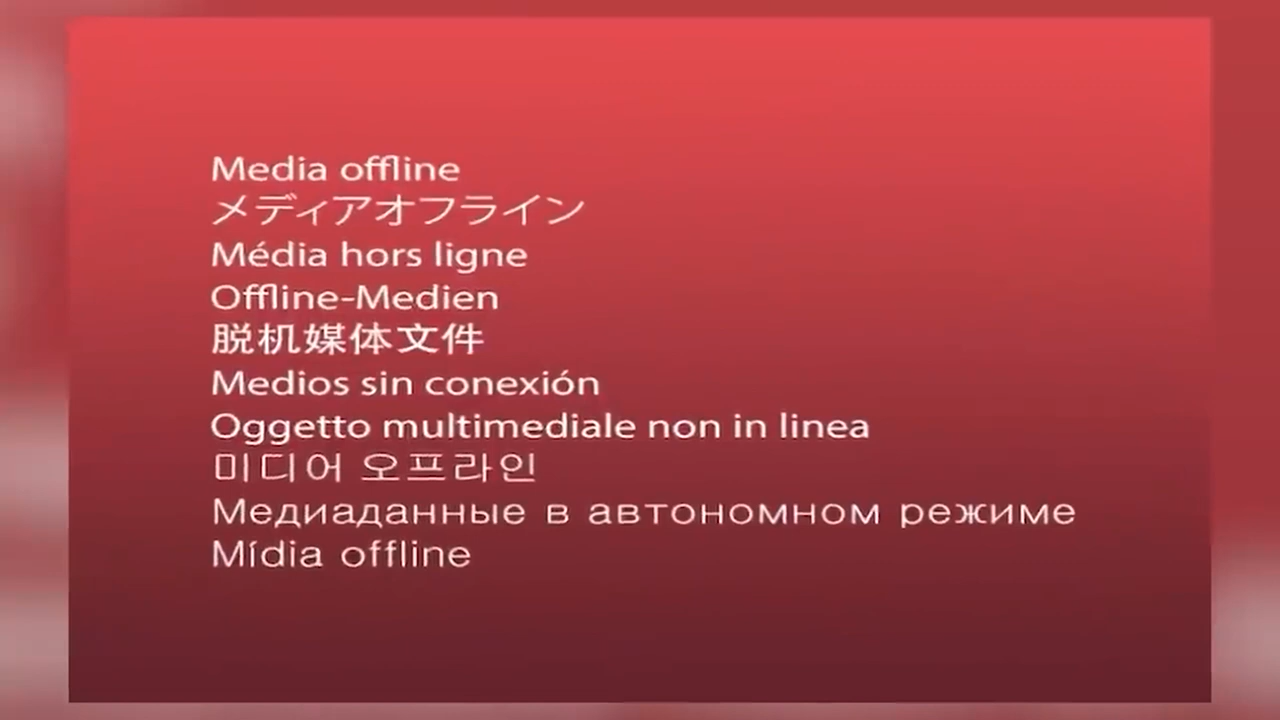 Media offline
メディアオフライン
Média hors ligne
Offline-Medien
脱机媒体文件
Medios sin conexión
Oggetto multimediale non in linea
미디어 오프라인
Медиаданные в автономном режиме
Mídia offline